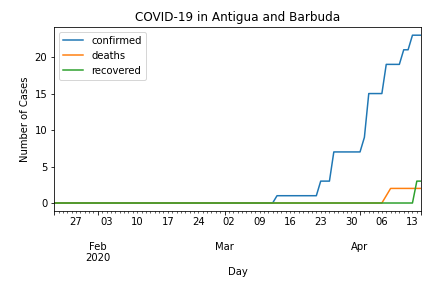 COVID-19 in Antigua and Barbuda
confirmed
deaths
recovered
Number of Cases
20
15
10
5
0
27 03 10 17 24 02 09 16 23 30 06 13
Feb Mar Apr
2020
Day